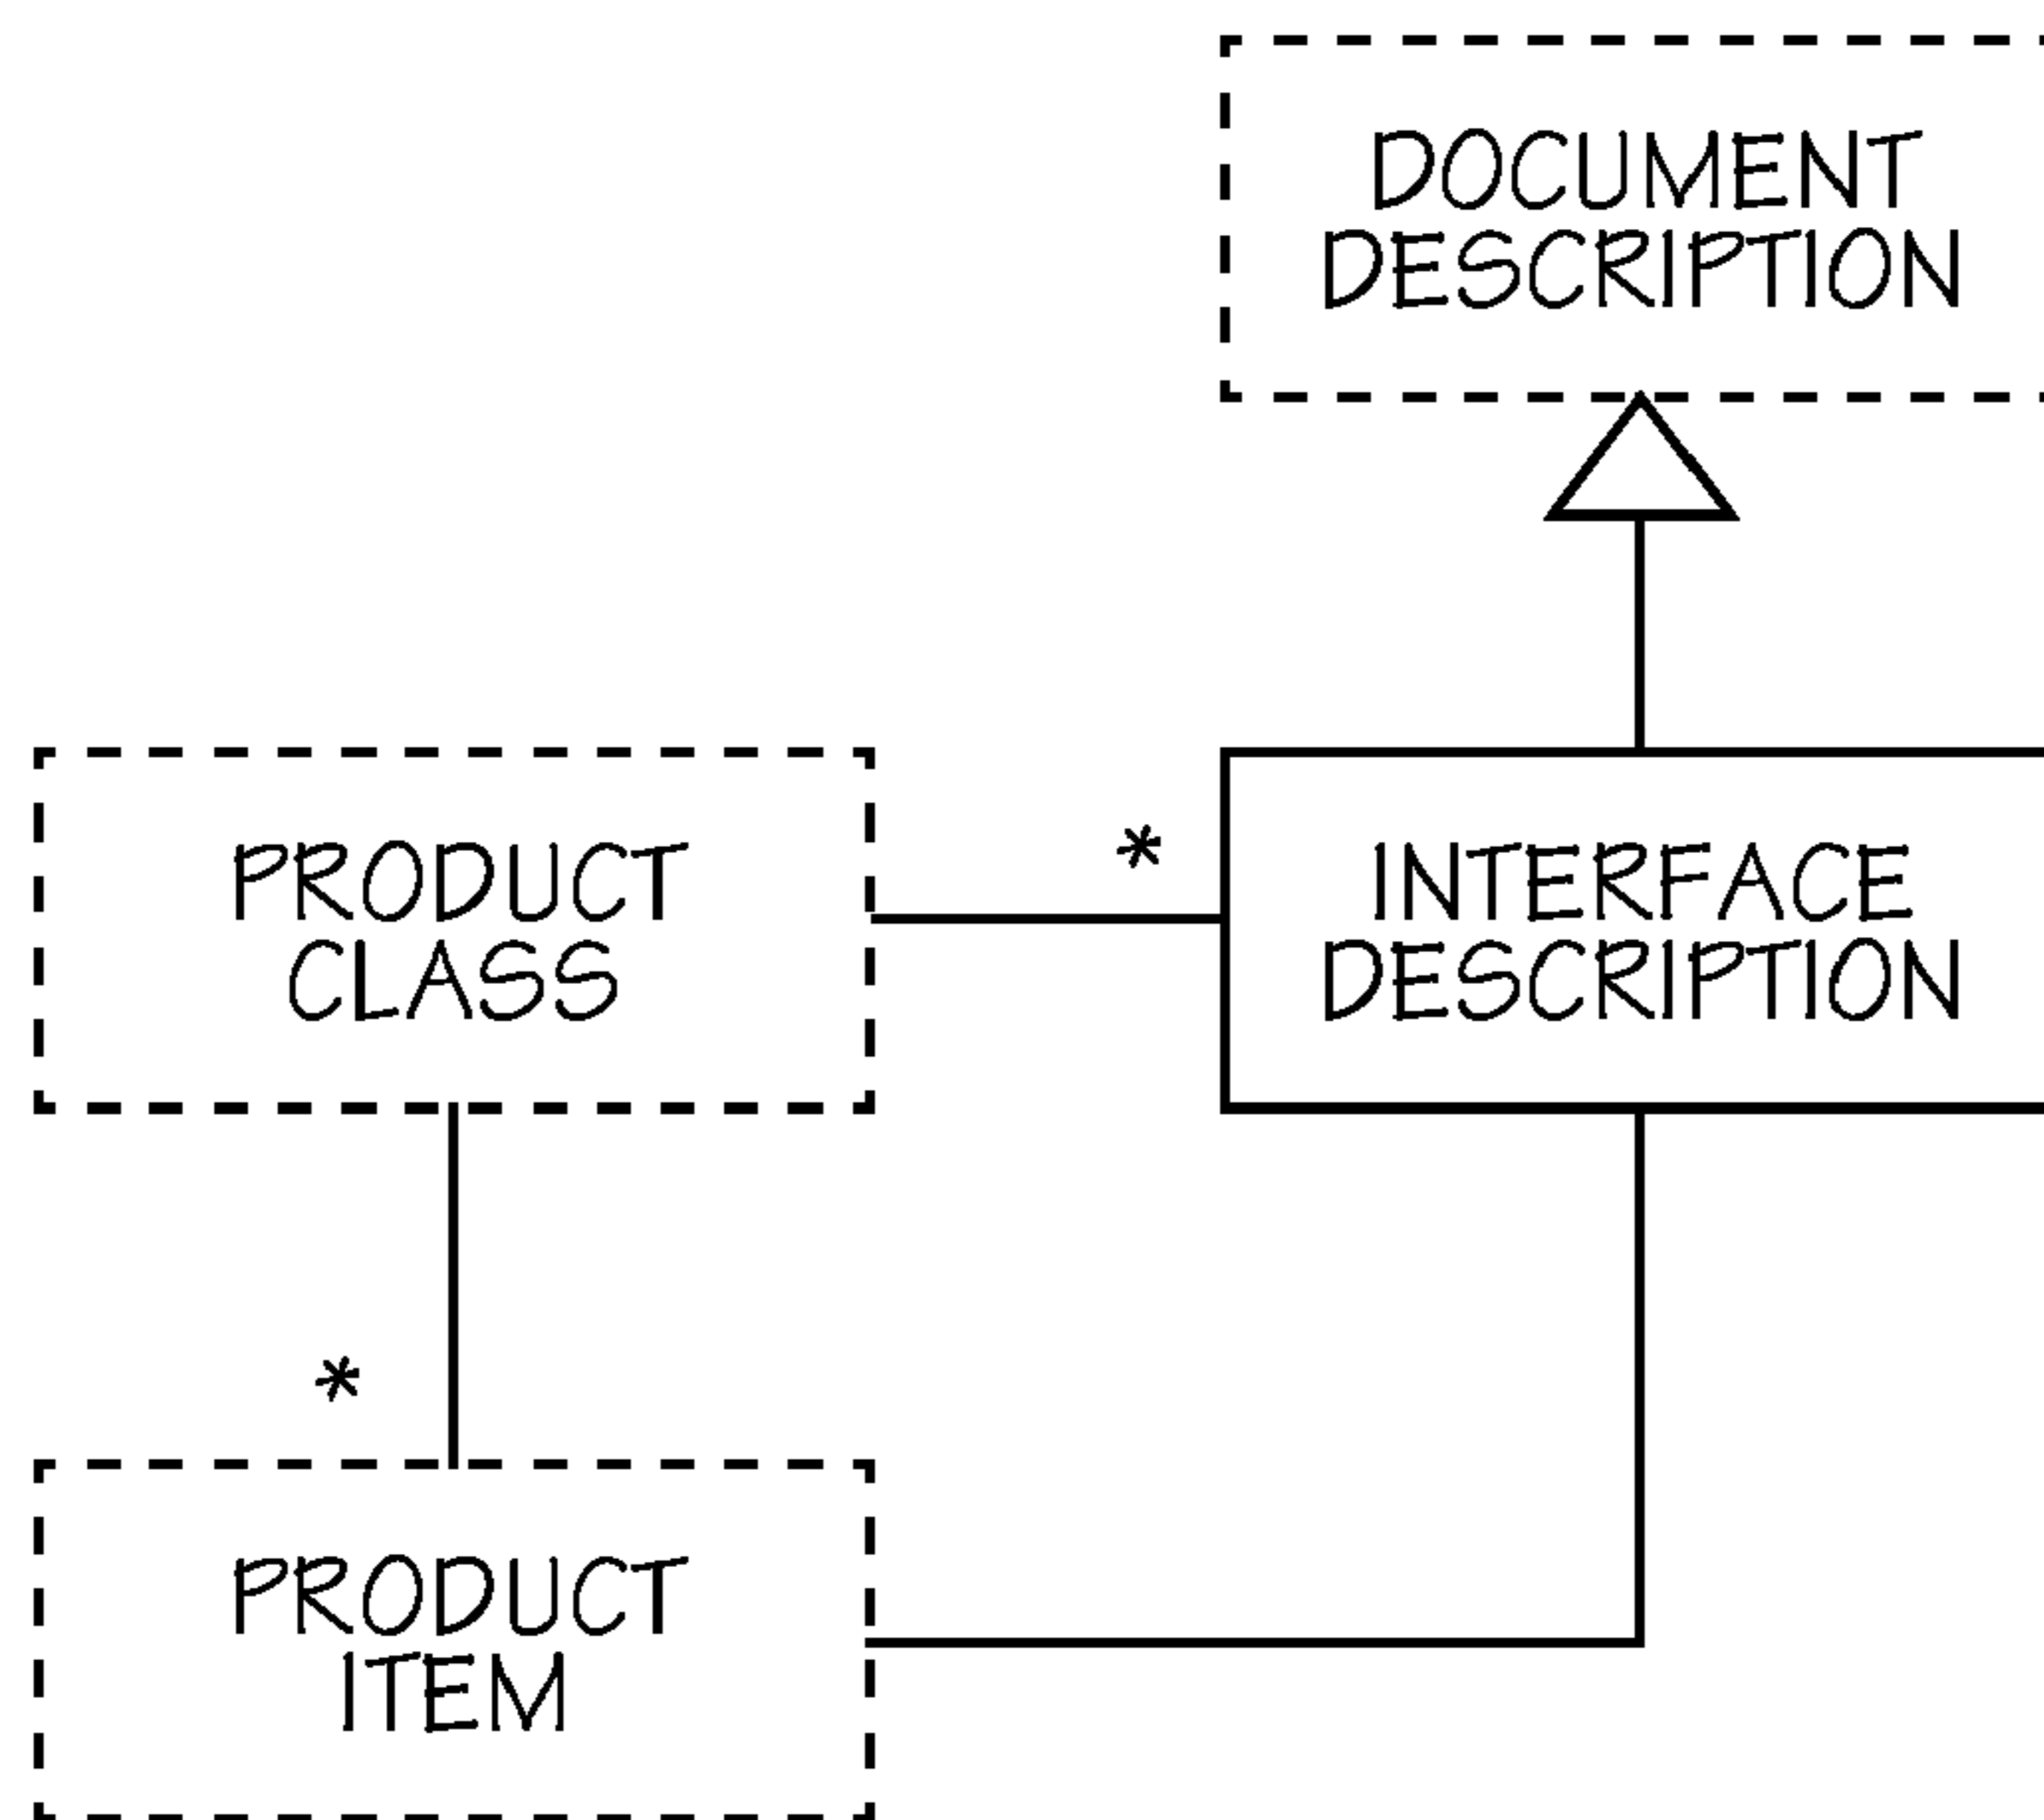 DOCUMENT
DESCRIPTION
PRODUCT
CLASS
*
INTERFACE
DESCRIPTION
*
PRODUCT
ITEM